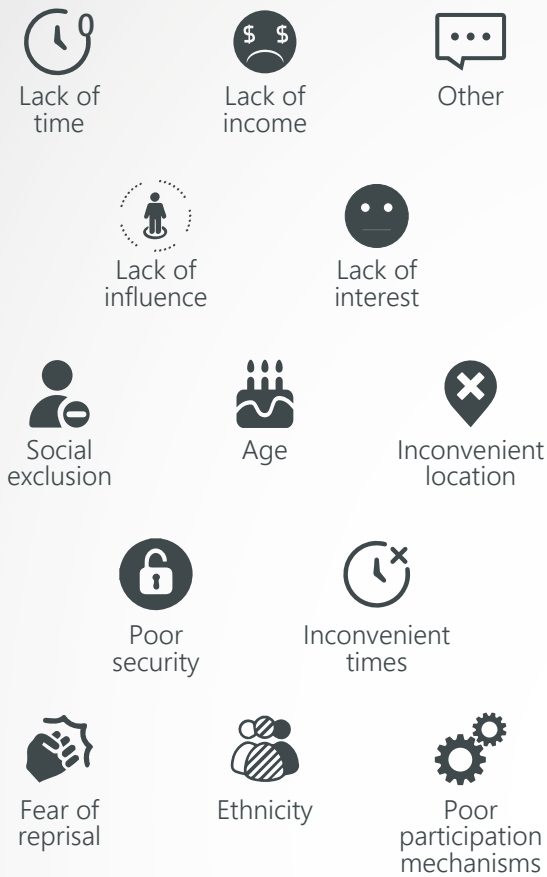 Lack of
time
Lack of
income
Other
Lack of
influence
Lack of
interest
Social
exclusion
Age
Inconvenient
location
Poor
security
Inconvenient
times
Fear of
reprisal
Ethnicity
Poor
participation
mechanisms